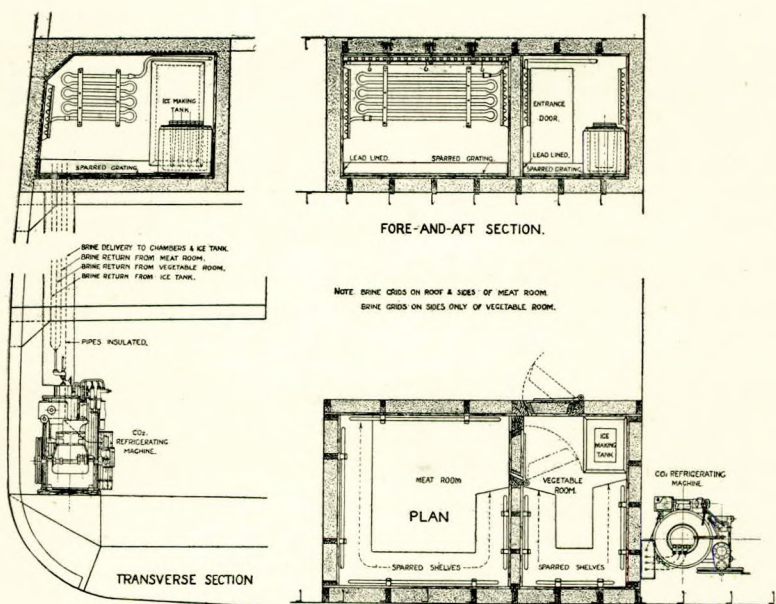 ICE MAKING
TANK.
SPARRED GRATING.
ENTRANCE
DOOR.
LEAD LINED.
SPARRED GRATING.
LEAD LINED.
SPARRED GRATING
FORE-AND-AFT SECTION.
BRINE DELIVERY TO CHAMBERS & ICE TANK.
BRINE RETURN FROM MEAT ROOM.
BRINE RETURN FROM VEGETABLE ROOM.
BRINE RETURN FROM ICE TANK.
NOTE BRINE GRIDS ON ROOF & SIDES OF MEAT ROOM.
BRINE GRIDS ON SIDES ONLY OF VEGETABLE ROOM.
PIPES INSULATED.
CO2.
REFRIGERATING
MACHINE.
MEAT ROOM
PLAN
SPARRED SHELVES
ICE
MAKING
TANK
VEGETABLE
ROOM.
SPARRED SHELVES
CO2 REFRIGERATING
MACHINE.
TRANSVERSE SECTION